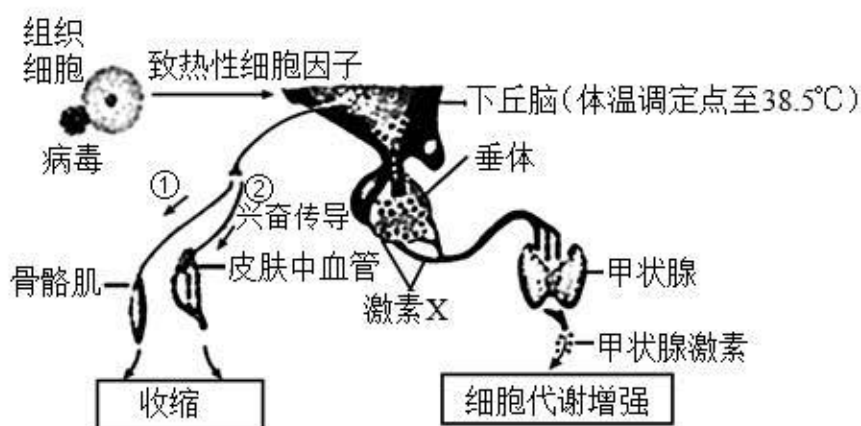 组织
细胞
致热性细胞因子
下丘脑(体温调定点至38.5℃)
病毒
垂体
①
②
兴奋传导
皮肤中血管
骨骼肌
激素X
甲状腺
甲状腺激素
收缩
细胞代谢增强